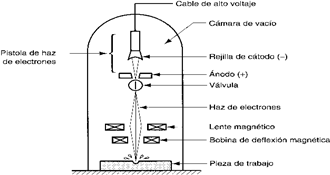 Cable de alto voltaje
Cámara de vacío
Pistola de haz
de
electrones
Rejilla de cátodo (−)
Ánodo (+)
Válvula
Haz de electrones
Lente magnético
Bobina de deflexión magnética
Pieza de trabajo